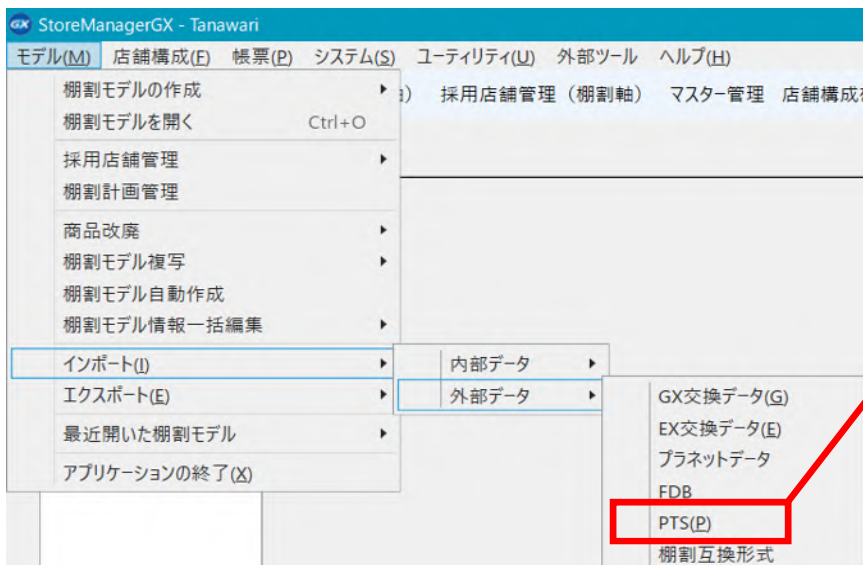 GX StoreManagerGX - Tanawari
モデル(M) 店舗構成(F) 帳票(P) システム(S) ユーティリティ(U) 外部ツール ヘルプ(H)
) 採用店舗管理（棚割軸） マスター管理 店舗構成
棚割モデルの作成
棚割モデルを開く Ctrl+O
採用店舗管理
棚割計画管理
商品改廃
棚割モデル複写
棚割モデル自動作成
棚割モデル情報一括編集
インポート(I)
エクスポート(E)
最近開いた棚割モデル
アプリケーションの終了(X)
内部データ
外部データ
GX交換データ(G)
EX交換データ(E)
プラネットデータ
FDB
PTS(P)
棚割互換形式